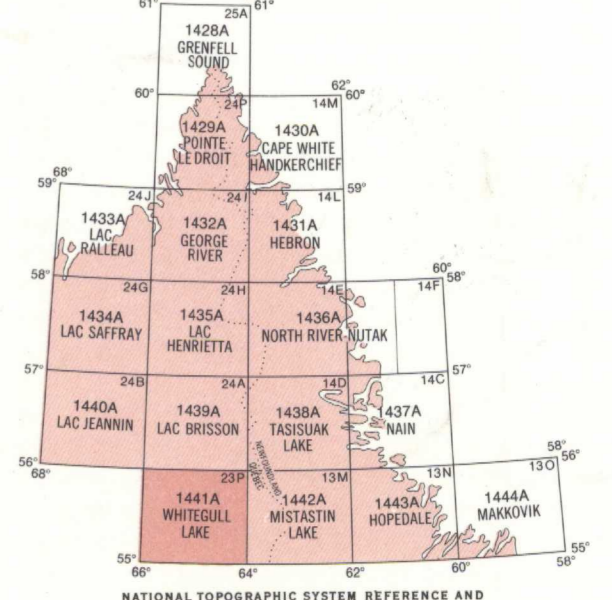 61° 61°
25A
1428A
GRENFELL
SOUND
60° 62° 60°
24P 14M
1429A
POINTE
LE DROIT
1430A
CAPE WHITE
HANDKERCHIEF
68°
59° 59°
24J 24I 14L
1433A
LAC
RALLEAU
1432A
GEORGE
RIVER
1431A
HEBRON
58° 60° 58°
24G 24H 14E 14F
1434A
LAC SAFFRAY
1435A
LAC
HENRIETTA
1436A
NORTH RIVER-NUTAK
57° 57°
24B 24A 14D 14C
1440A
LAC JEANNIN
1439A
LAC BRISSON
1438A
TASISUAK
LAKE
1437A
NAIN
NEWFOUNDLAND
QUÉBEC
56° 68° 58° 56°
23P 13M 13N 13O
1441A
WHITEGULL
LAKE
1442A
MISTASTIN
LAKE
1443A
HOPEDALE
1444A
MAKKOVIK
55° 55°
66° 64° 62° 60° 58°
NATIONAL TOPOGRAPHIC SYSTEM REFERENCE AND